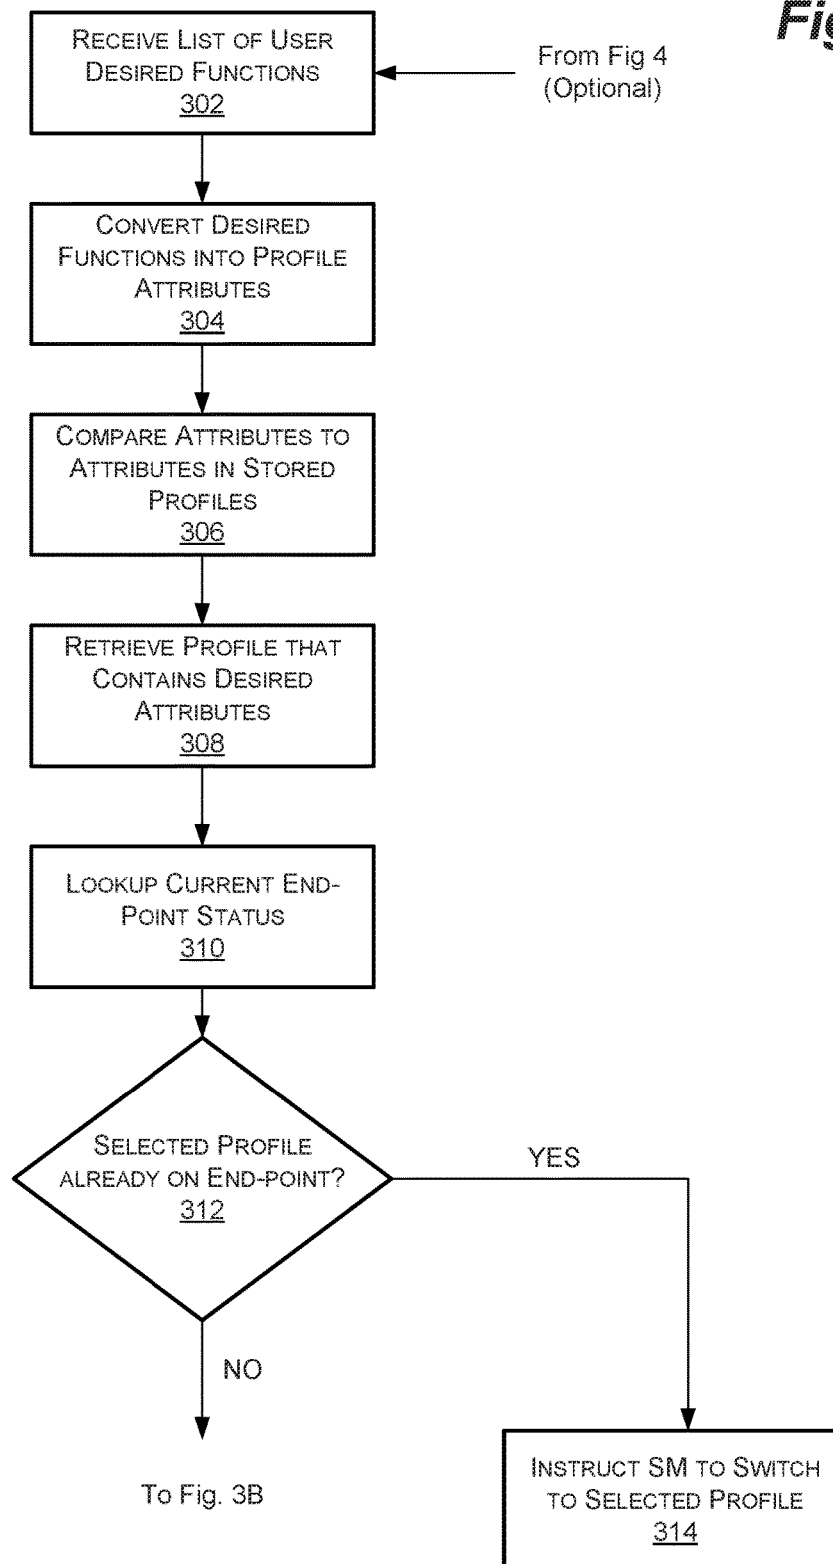 Fig
RECEIVE LIST OF USER
DESIRED FUNCTIONS
302
From Fig 4
(Optional)
CONVERT DESIRED
FUNCTIONS INTO PROFILE
ATTRIBUTES
304
COMPARE ATTRIBUTES TO
ATTRIBUTES IN STORED
PROFILES
306
RETRIEVE PROFILE THAT
CONTAINS DESIRED
ATTRIBUTES
308
LOOKUP CURRENT END-
POINT STATUS
310
SELECTED PROFILE
ALREADY ON END-POINT?
312
YES
NO
To Fig. 3B
INSTRUCT SM TO SWITCH
TO SELECTED PROFILE
314